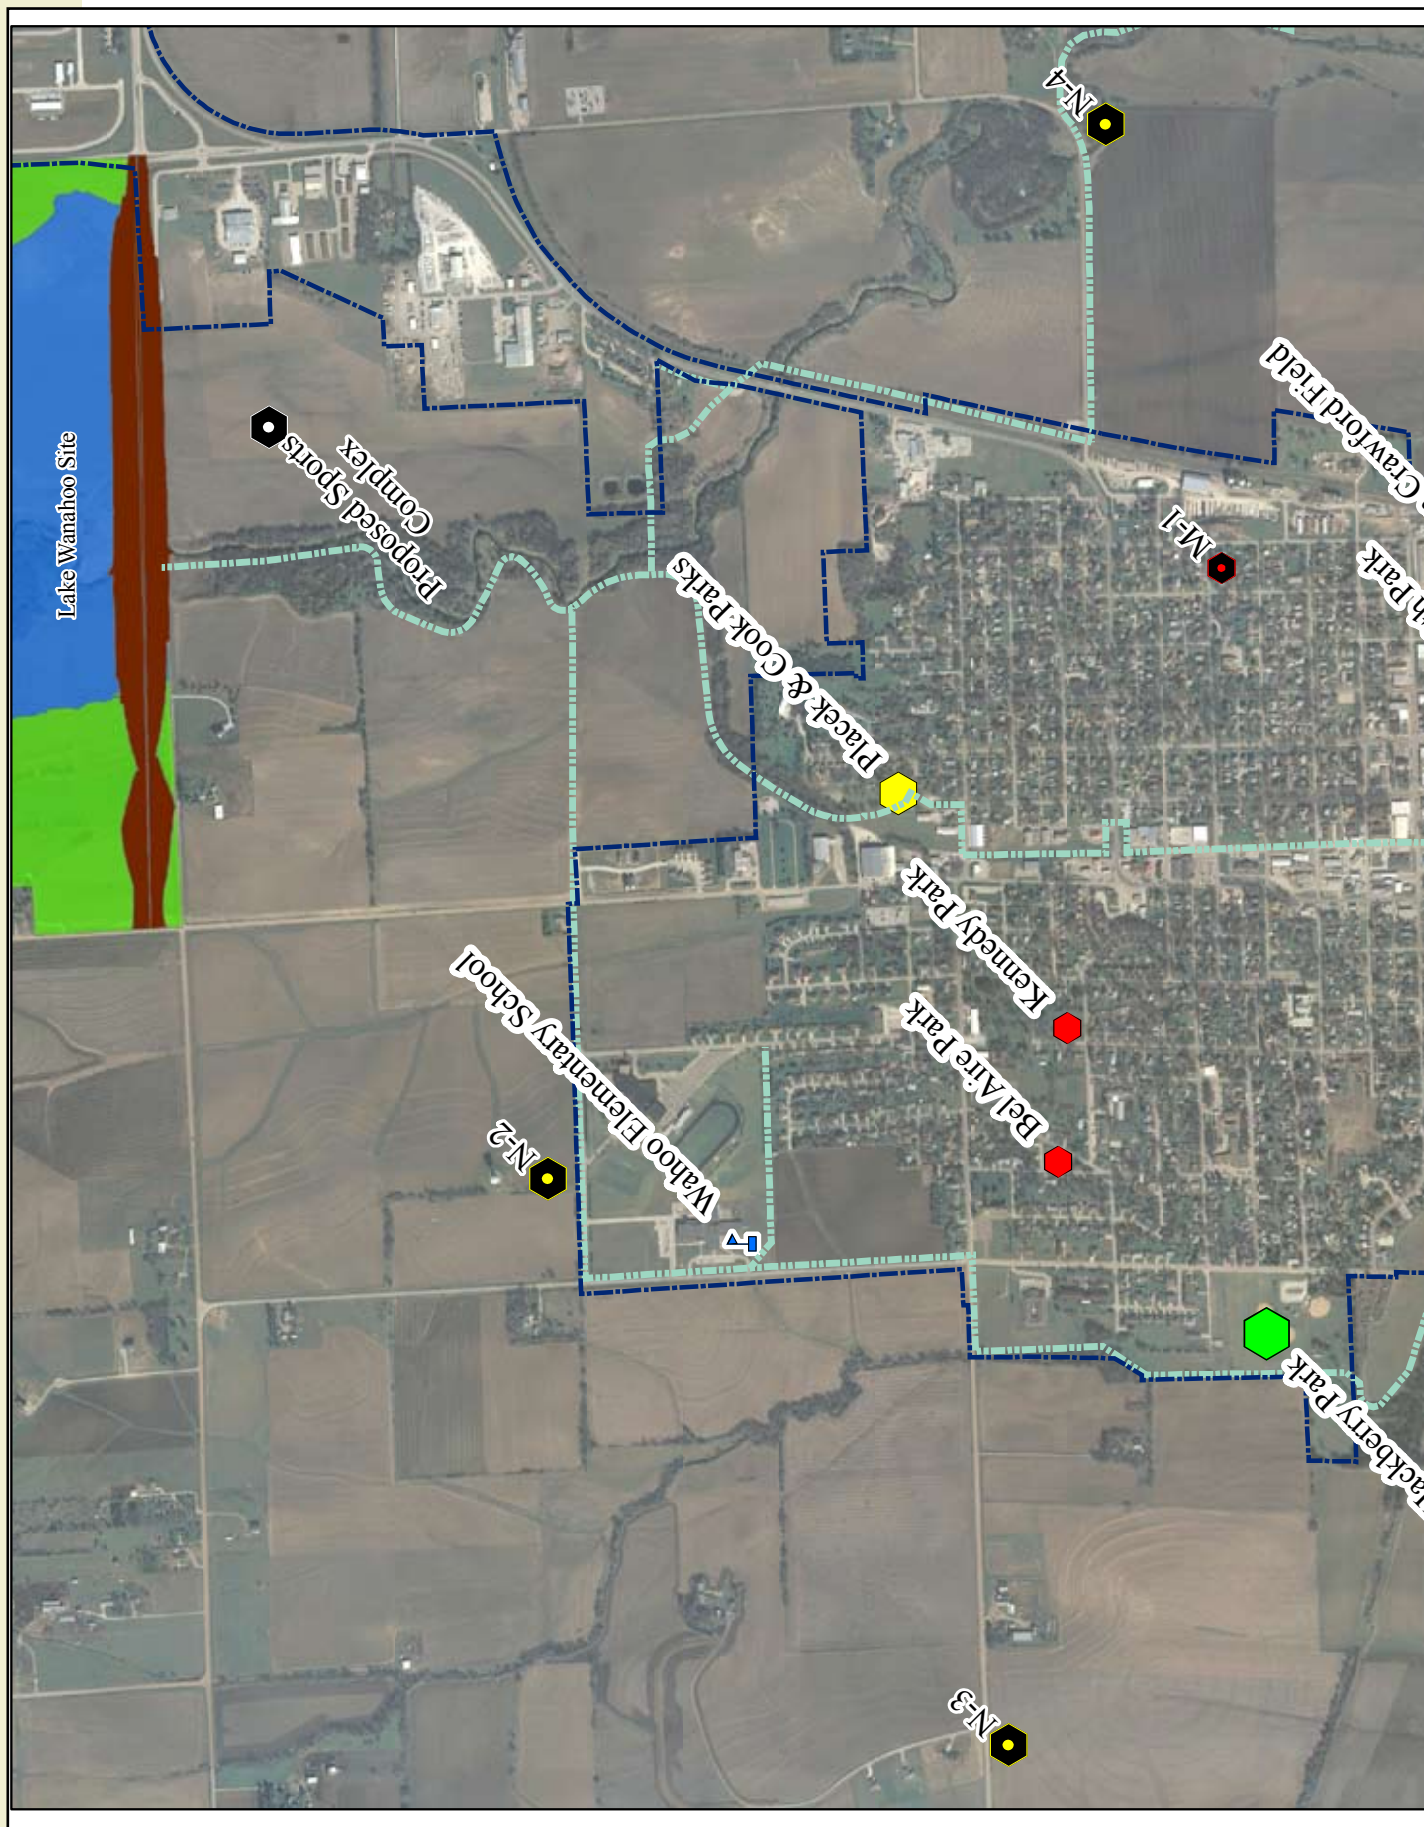 N-4
Crawford Field
Lake Wanahoo Site
Proposed Sports
Complex
M-1
Park
Placek & Cook Parks
Kennedy Park
Wahoo Elementary School
Bel Aire Park
N-2
Park
N-3